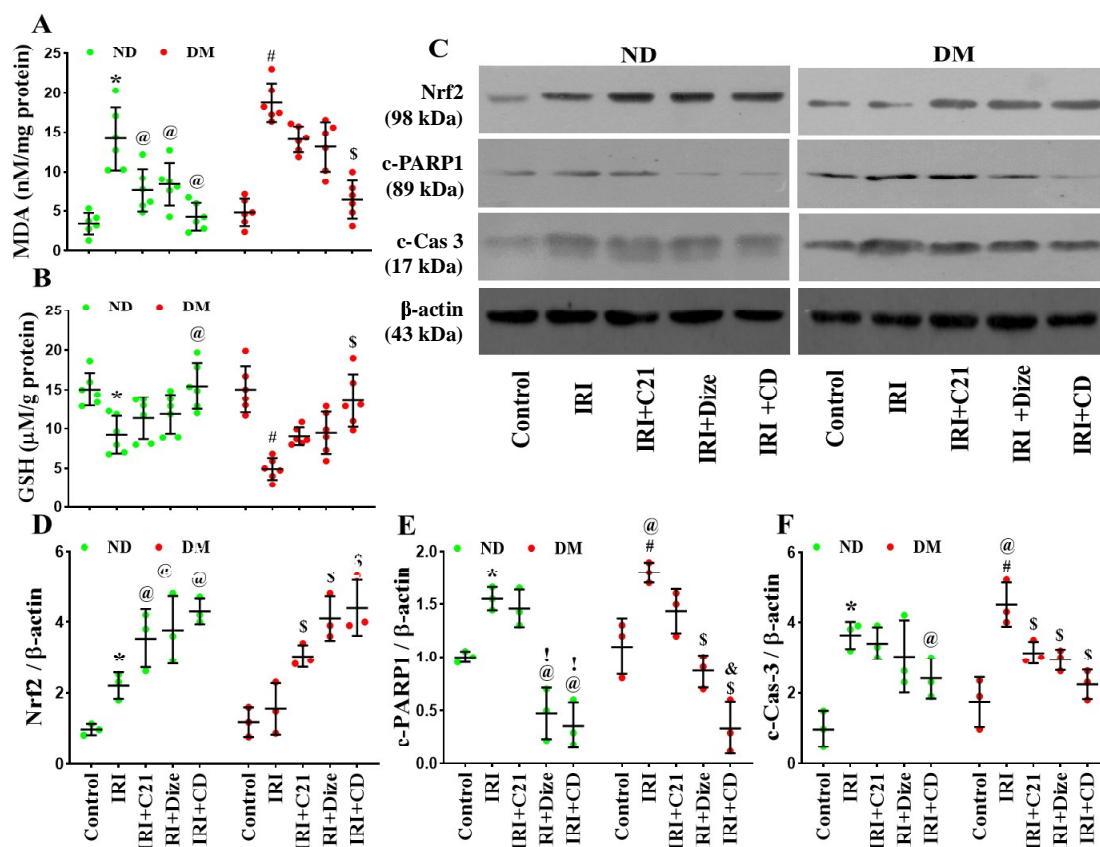 A
ND DM
MDA (nM/mg protein)
25
20
15
10
5
0
* @ @ @ # $
B
ND DM
GSH (µM/g protein)
25
20
15
10
5
0
* @ # $
C
ND DM
Nrf2
(98 kDa)
c-PARP1
(89 kDa)
c-Cas 3
(17 kDa)
β-actin
(43 kDa)
Control IRI IRI+C21 IRI+Dize IRI +CD
Control IRI IRI+C21 IRI +Dize IRI+CD
D
ND DM
Nrf2 / β-actin
6
4
2
0
* @ @ @ $ $ $
Control IRI IRI+C21 RI+Dize IRI+CD
Control IRI IRI+C21 IRI+Dize IRI+CD
E
ND DM
c-PARP1 / β-actin
2.0
1.5
1.0
0.5
0.0
* ! @ ! @ @ # $ & $
Control IRI IRI+C21 RI+Dize IRI+CD
Control IRI IRI+C21 IRI+Dize IRI+CD
F
ND DM
c-Cas-3 / β-actin
6
4
2
0
* @ @ # $ $ $
Control IRI IRI+C21 RI+Dize IRI+CD
Control IRI IRI+C21 IRI+Dize IRI+CD